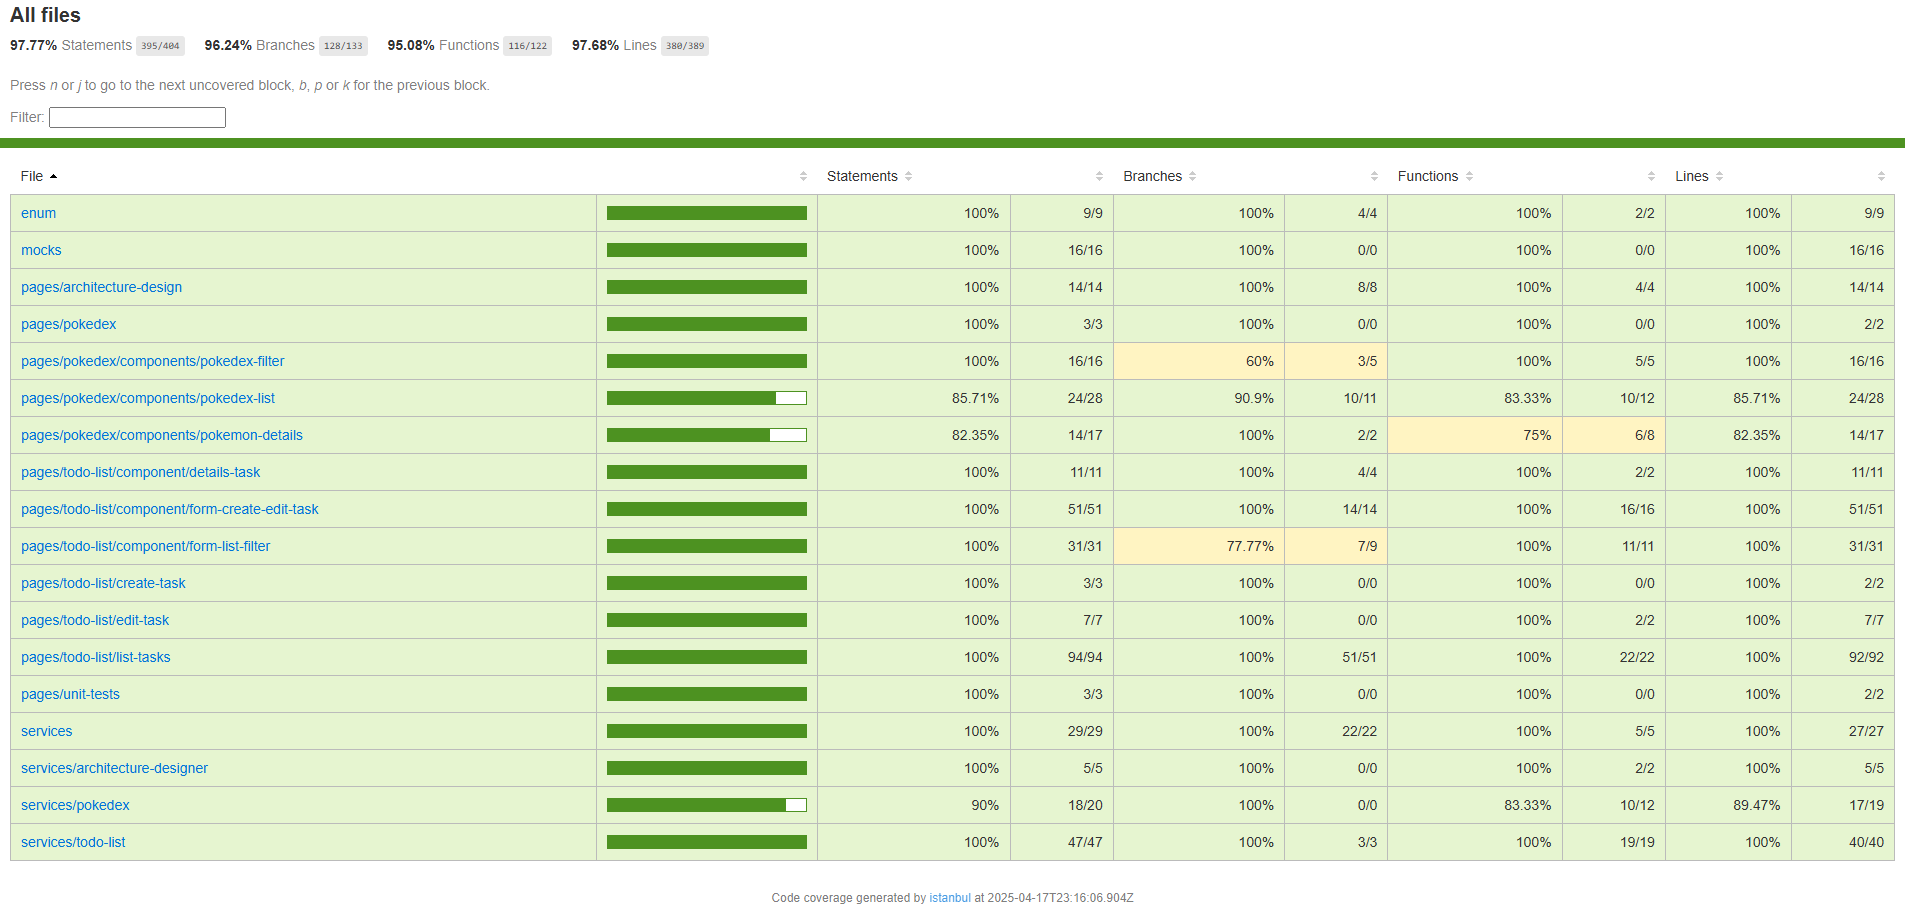 All files
97.77% Statements 395/404 96.24% Branches 128/133 95.08% Functions 116/122 97.68% Lines 380/389
Press n or j to go to the next uncovered block, b, p or k for the previous block.
Filter:
File Statements Branches Functions Lines
enum 100% 9/9 100% 4/4 100% 2/2 100% 9/9
mocks 100% 16/16 100% 0/0 100% 0/0 100% 16/16
pages/architecture-design 100% 14/14 100% 8/8 100% 4/4 100% 14/14
pages/pokedex 100% 3/3 100% 0/0 100% 0/0 100% 2/2
pages/pokedex/components/pokedex-filter 100% 16/16 60% 3/5 100% 5/5 100% 16/16
pages/pokedex/components/pokedex-list 85.71% 24/28 90.9% 10/11 83.33% 10/12 85.71% 24/28
pages/pokedex/components/pokemon-details 82.35% 14/17 100% 2/2 75% 6/8 82.35% 14/17
pages/todo-list/component/details-task 100% 11/11 100% 4/4 100% 2/2 100% 11/11
pages/todo-list/component/form-create-edit-task 100% 51/51 100% 14/14 100% 16/16 100% 51/51
pages/todo-list/component/form-list-filter 100% 31/31 77.77% 7/9 100% 11/11 100% 31/31
pages/todo-list/create-task 100% 3/3 100% 0/0 100% 0/0 100% 2/2
pages/todo-list/edit-task 100% 7/7 100% 0/0 100% 2/2 100% 7/7
pages/todo-list/list-tasks 100% 94/94 100% 51/51 100% 22/22 100% 92/92
pages/unit-tests 100% 3/3 100% 0/0 100% 0/0 100% 2/2
services 100% 29/29 100% 22/22 100% 5/5 100% 27/27
services/architecture-designer 100% 5/5 100% 0/0 100% 2/2 100% 5/5
services/pokedex 90% 18/20 100% 0/0 83.33% 10/12 89.47% 17/19
services/todo-list 100% 47/47 100% 3/3 100% 19/19 100% 40/40
Code coverage generated by istanbul at 2025-04-17T23:16:06.904Z